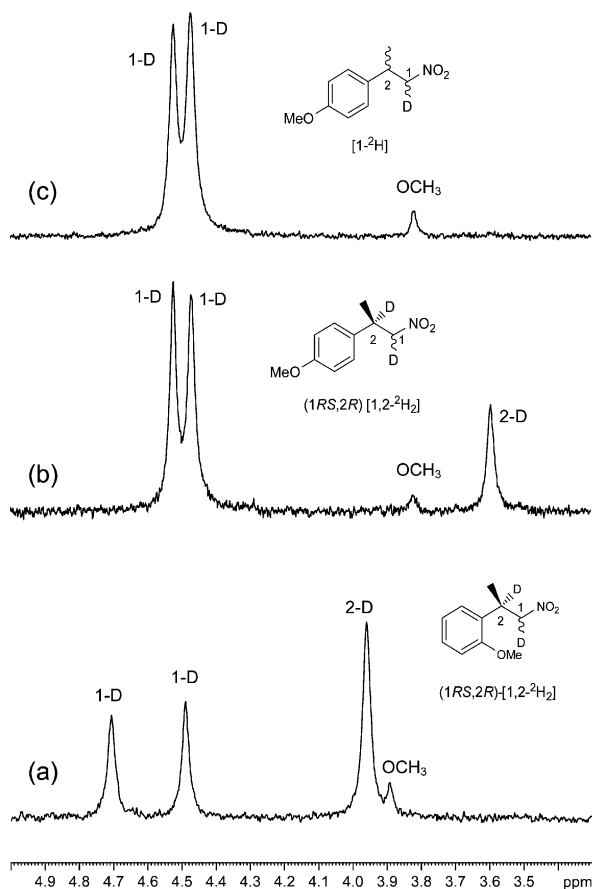 1-D
1-D
1
2
NO2
D
MeO
[1-2H]
(c)
OCH3
1-D
1-D
D
NO2
2
1
D
MeO
(1RS,2R) [1,2-2H2]
2-D
OCH3
(b)
2-D
D
1
NO2
2
D
OMe
(1RS,2R)-[1,2-2H2]
1-D
1-D
OCH3
(a)
4.9 4.8 4.7 4.6 4.5 4.4 4.3 4.2 4.1 4.0 3.9 3.8 3.7 3.6 3.5 ppm